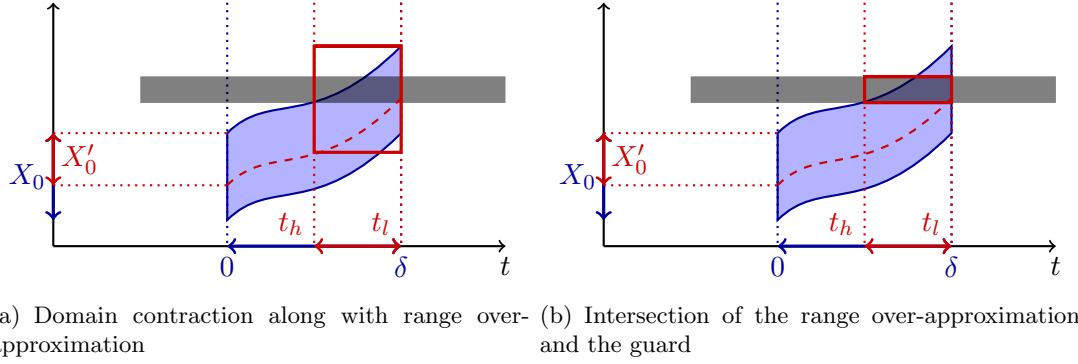 X₀
X₀′
t_h
t_l
0
δ
t
X₀
X₀′
t_h
t_l
0
δ
t
a) Domain contraction along with range over-
approximation
(b) Intersection of the range over-approximation
and the guard